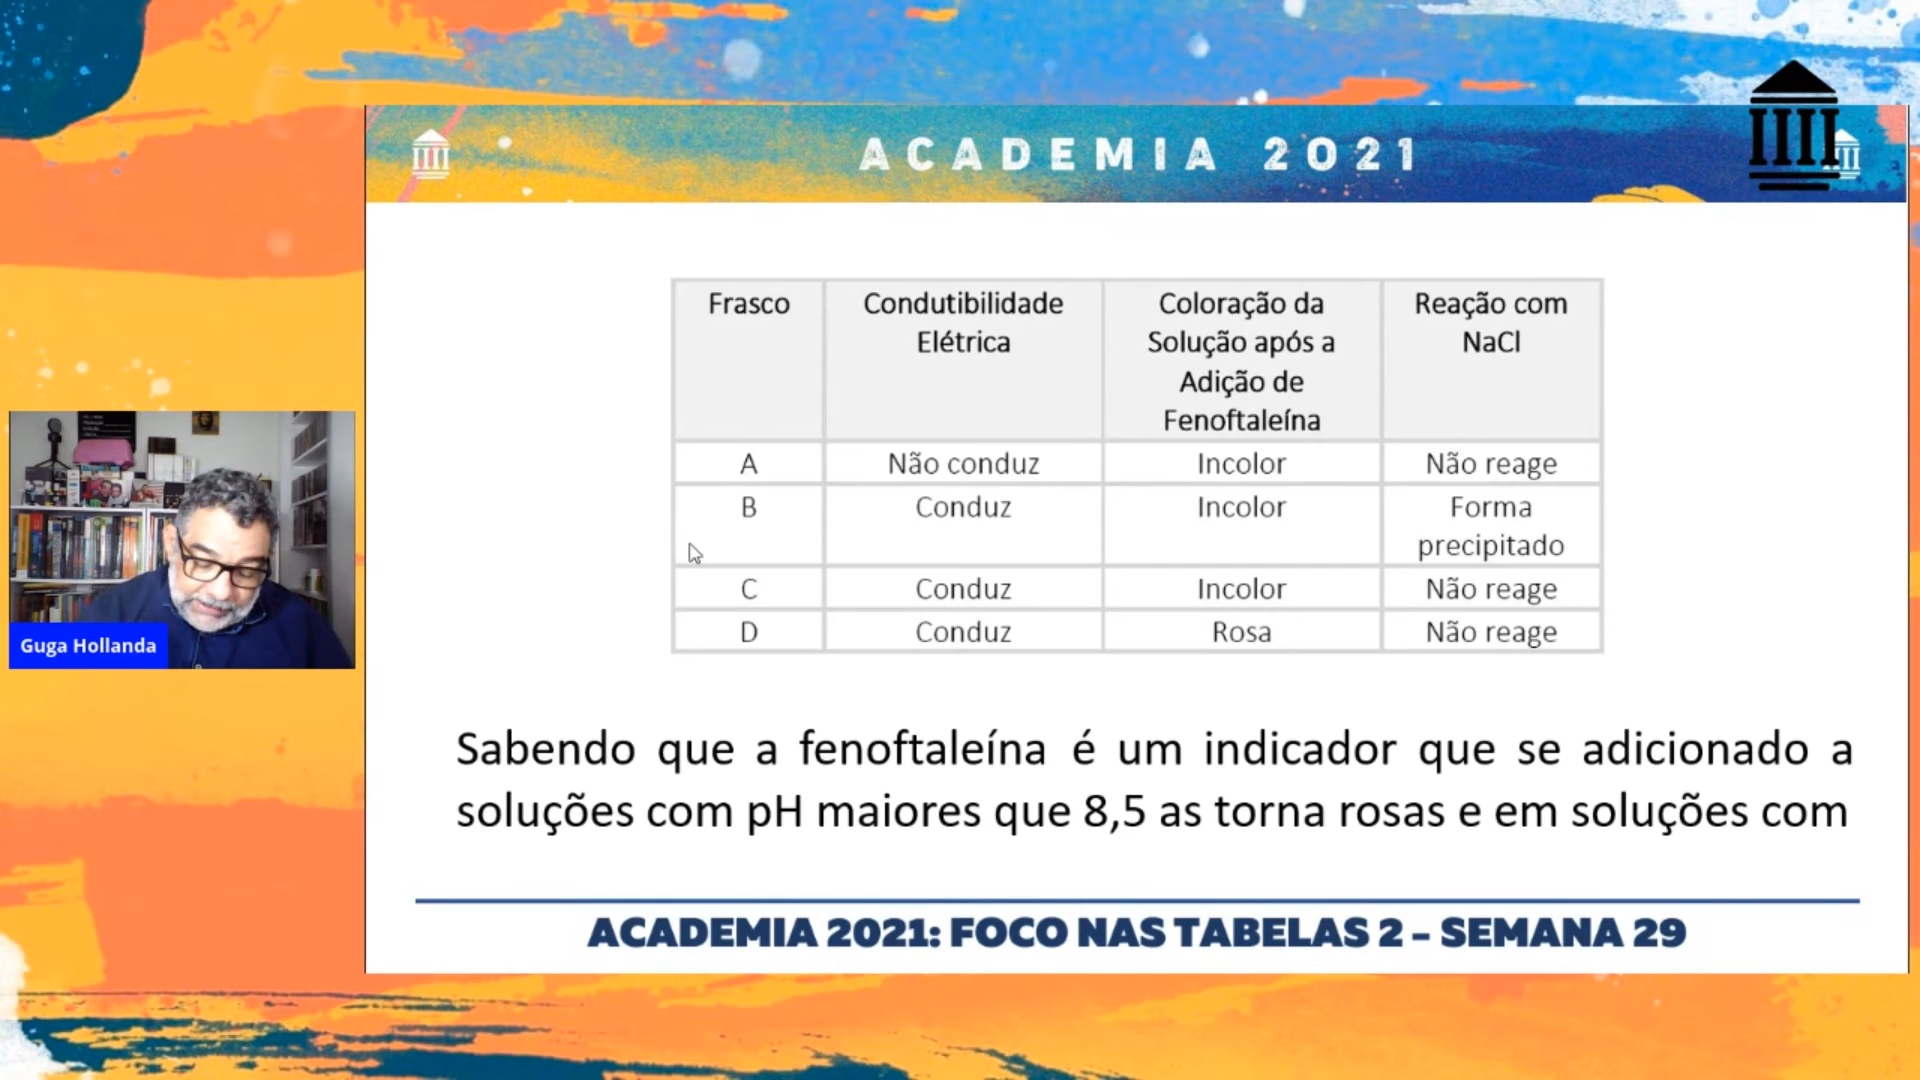 ACADEMIA 2021
Frasco
Condutibilidade
Elétrica
Coloração da
Solução após a
Adição de
Fenoftaleína
Reação com
NaCl
A
Não conduz
Incolor
Não reage
B
Conduz
Incolor
Forma
precipitado
C
Conduz
Incolor
Não reage
D
Conduz
Rosa
Não reage
Guga Hollanda
Sabendo que a fenoftaleína é um indicador que se adicionado a
soluções com pH maiores que 8,5 as torna rosas e em soluções com
ACADEMIA 2021: FOCO NAS TABELAS 2 – SEMANA 29